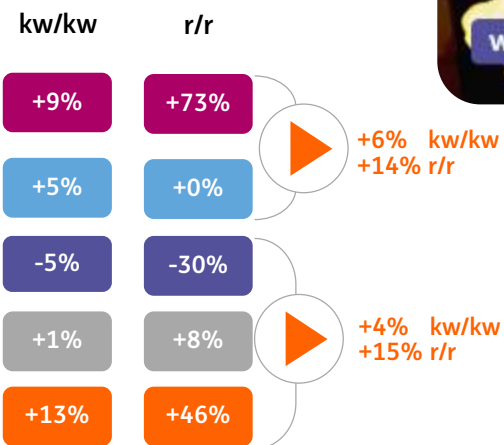 kw/kw r/r
W
+9% +73%
+6% kw/kw
+14% r/r
+5% +0%
-5% -30%
+1% +8%
+4% kw/kw
+15% r/r
+13% +46%